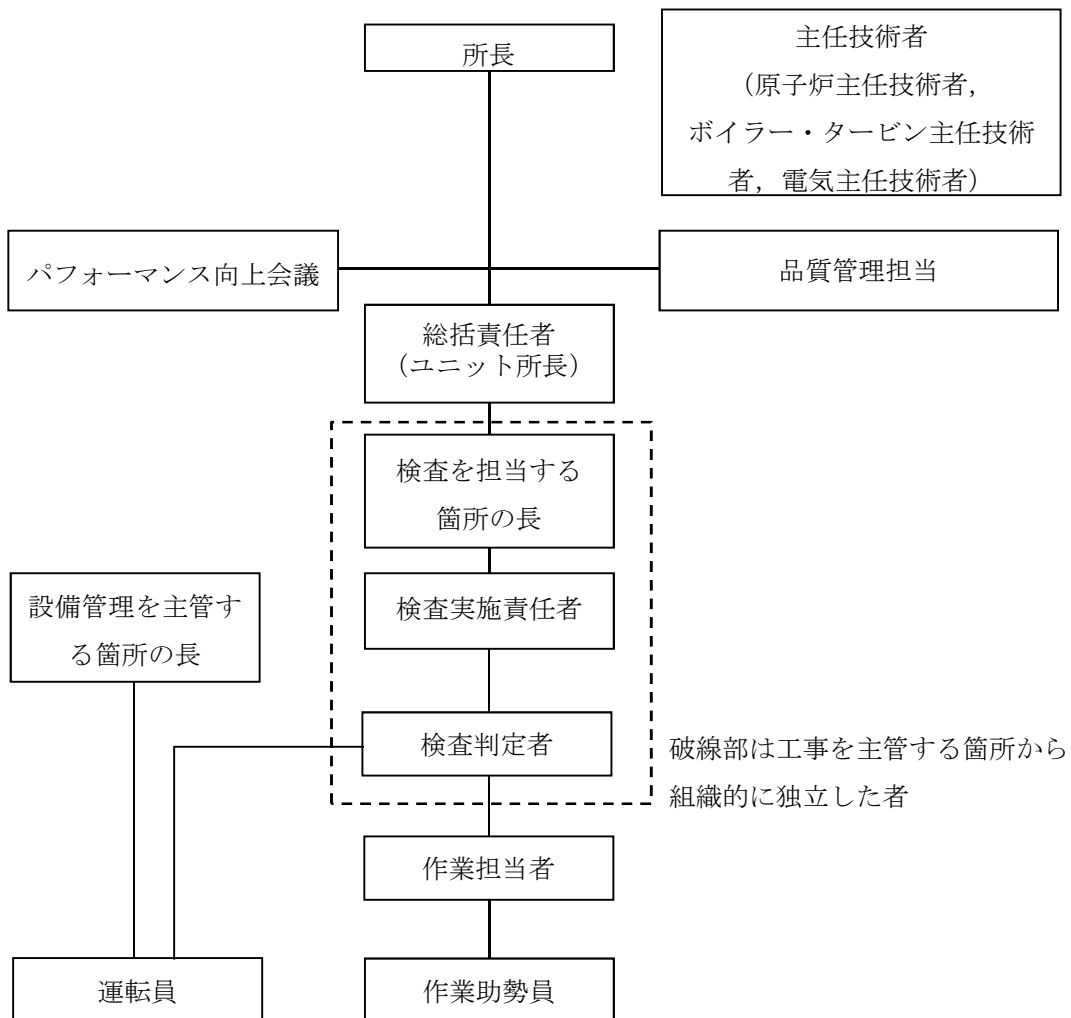 所長
主任技術者
（原子炉主任技術者，
ボイラー・タービン主任技術
者，電気主任技術者）
パフォーマンス向上会議
品質管理担当
総括責任者
（ユニット所長）
検査を担当する
箇所の長
設備管理を主管す
る箇所の長
検査実施責任者
検査判定者
破線部は工事を主管する箇所から
組織的に独立した者
作業担当者
運転員
作業助勢員